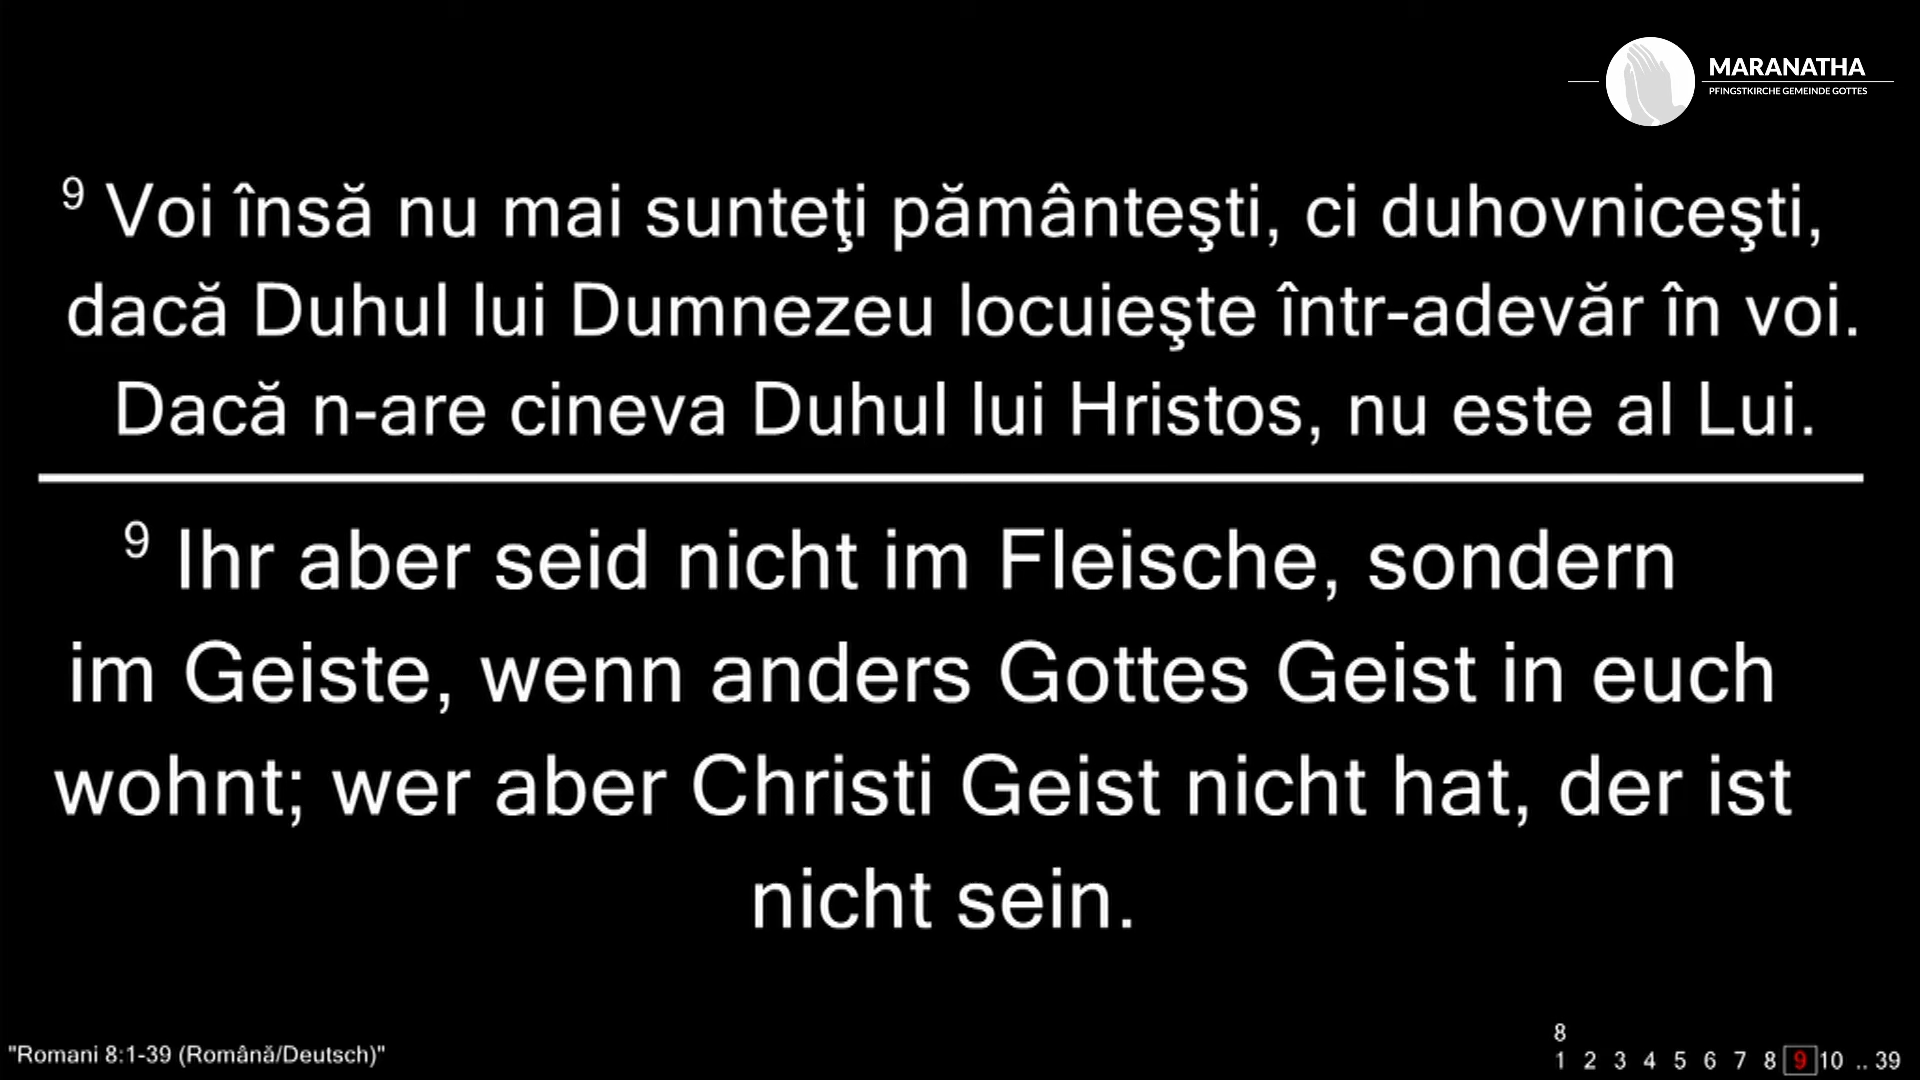 MARANATHA
PFINGSTKIRCHE GEMEINDE GOTTES
9 Voi însă nu mai sunteţi pământeşti, ci duhovniceşti,
dacă Duhul lui Dumnezeu locuieşte într-adevăr în voi.
Dacă n-are cineva Duhul lui Hristos, nu este al Lui.
9 Ihr aber seid nicht im Fleische, sondern
im Geiste, wenn anders Gottes Geist in euch
wohnt; wer aber Christi Geist nicht hat, der ist
nicht sein.
"Romani 8:1-39 (Română/Deutsch)"
8
1 2 3 4 5 6 7 8 9 10 .. 39